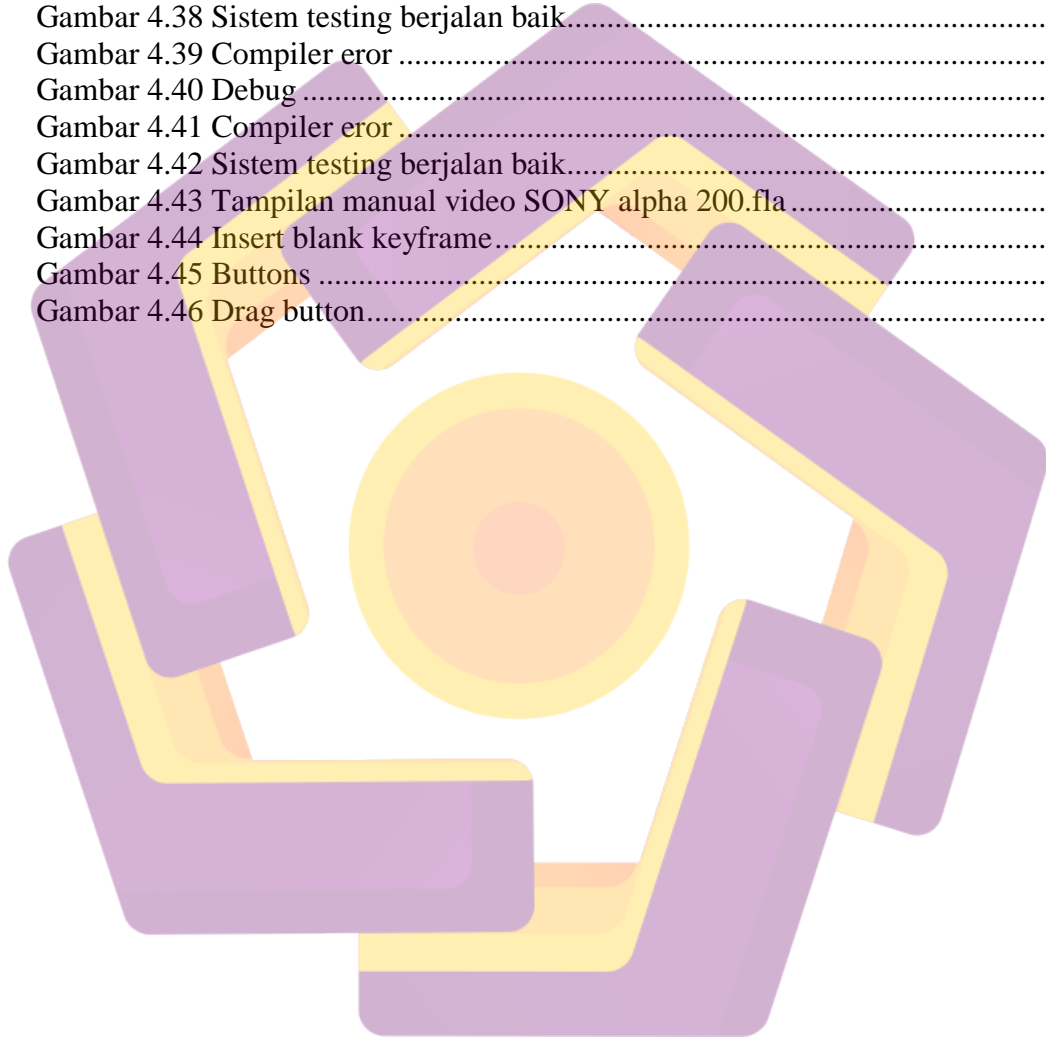 Gambar 4.38 Sistem testing berjalan baik................................................................................
Gambar 4.39 Compiler eror ..............................................................................................................
Gambar 4.40 Debug ..............................................................................................................................
Gambar 4.41 Compiler eror ..............................................................................................................
Gambar 4.42 Sistem testing berjalan baik................................................................................
Gambar 4.43 Tampilan manual video SONY alpha 200.fla ...........................................
Gambar 4.44 Insert blank keyframe.............................................................................................
Gambar 4.45 Buttons ..........................................................................................................................
Gambar 4.46 Drag button..................................................................................................................